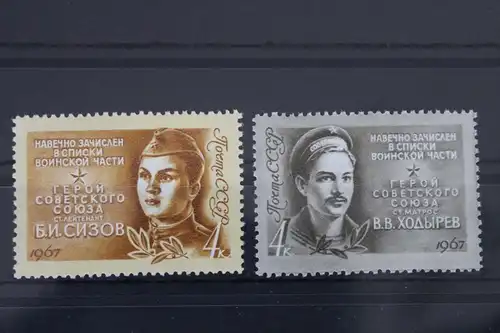 НАВЕЧНО ЗАЧИСЛЕН
В СПИСКИ
ВОИНСКОЙ ЧАСТИ
ГЕРОЙ
СОВЕТСКОГО
СОЮЗА
СТ. ЛЕЙТЕНАНТ
Б.И.СИЗОВ
1967
Почта СССР
4к
НАВЕЧНО ЗАЧИСЛЕН
В СПИСКИ
ВОИНСКОЙ ЧАСТИ
ГЕРОЙ
СОВЕТСКОГО
СОЮЗА
СТ. МАТРОС
В.В.ХОДЫРЕВ
1967
Почта СССР
4к